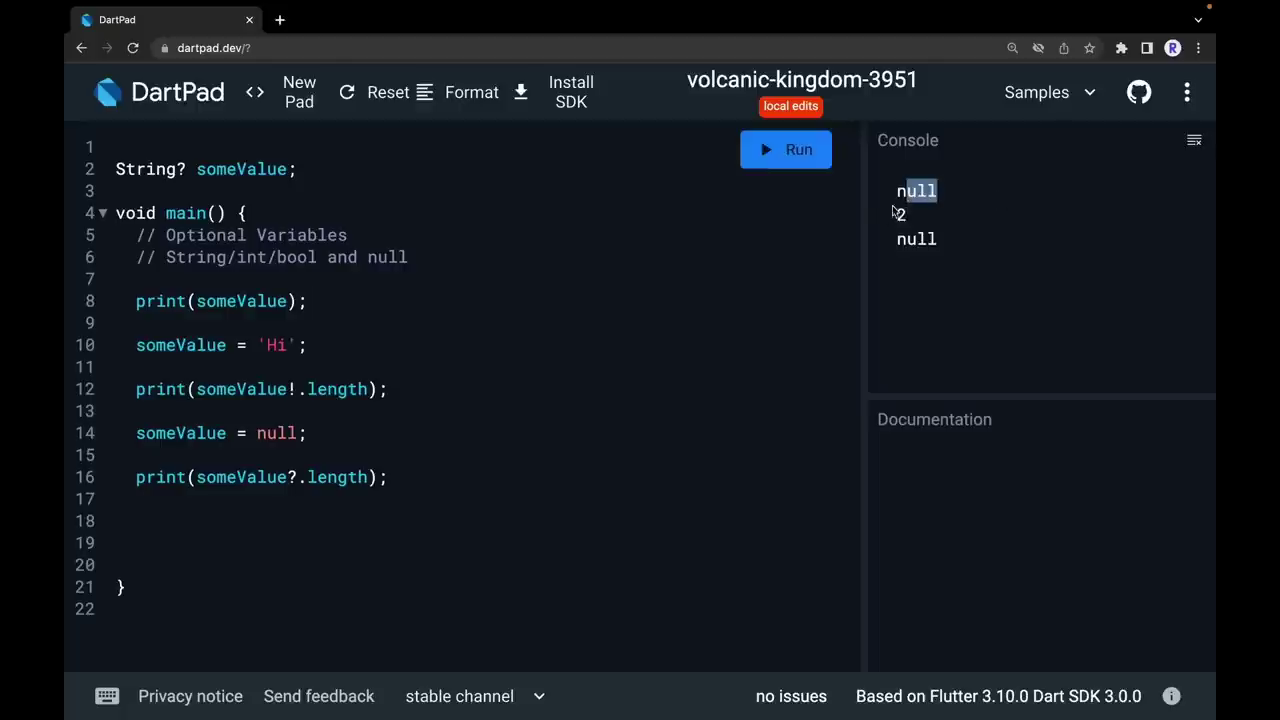 DartPad
dartpad.dev/?
R
DartPad
New Pad
Reset
Format
Install SDK
volcanic-kingdom-3951
local edits
Samples
Run
1
2 String? someValue;
3
4 void main() {
5 // Optional Variables
6 // String/int/bool and null
7
8 print(someValue);
9
10 someValue = 'Hi';
11
12 print(someValue!.length);
13
14 someValue = null;
15
16 print(someValue?.length);
17
18
19
20
21 }
22
Console
null
2
null
Documentation
Privacy notice
Send feedback
stable channel
no issues
Based on Flutter 3.10.0 Dart SDK 3.0.0